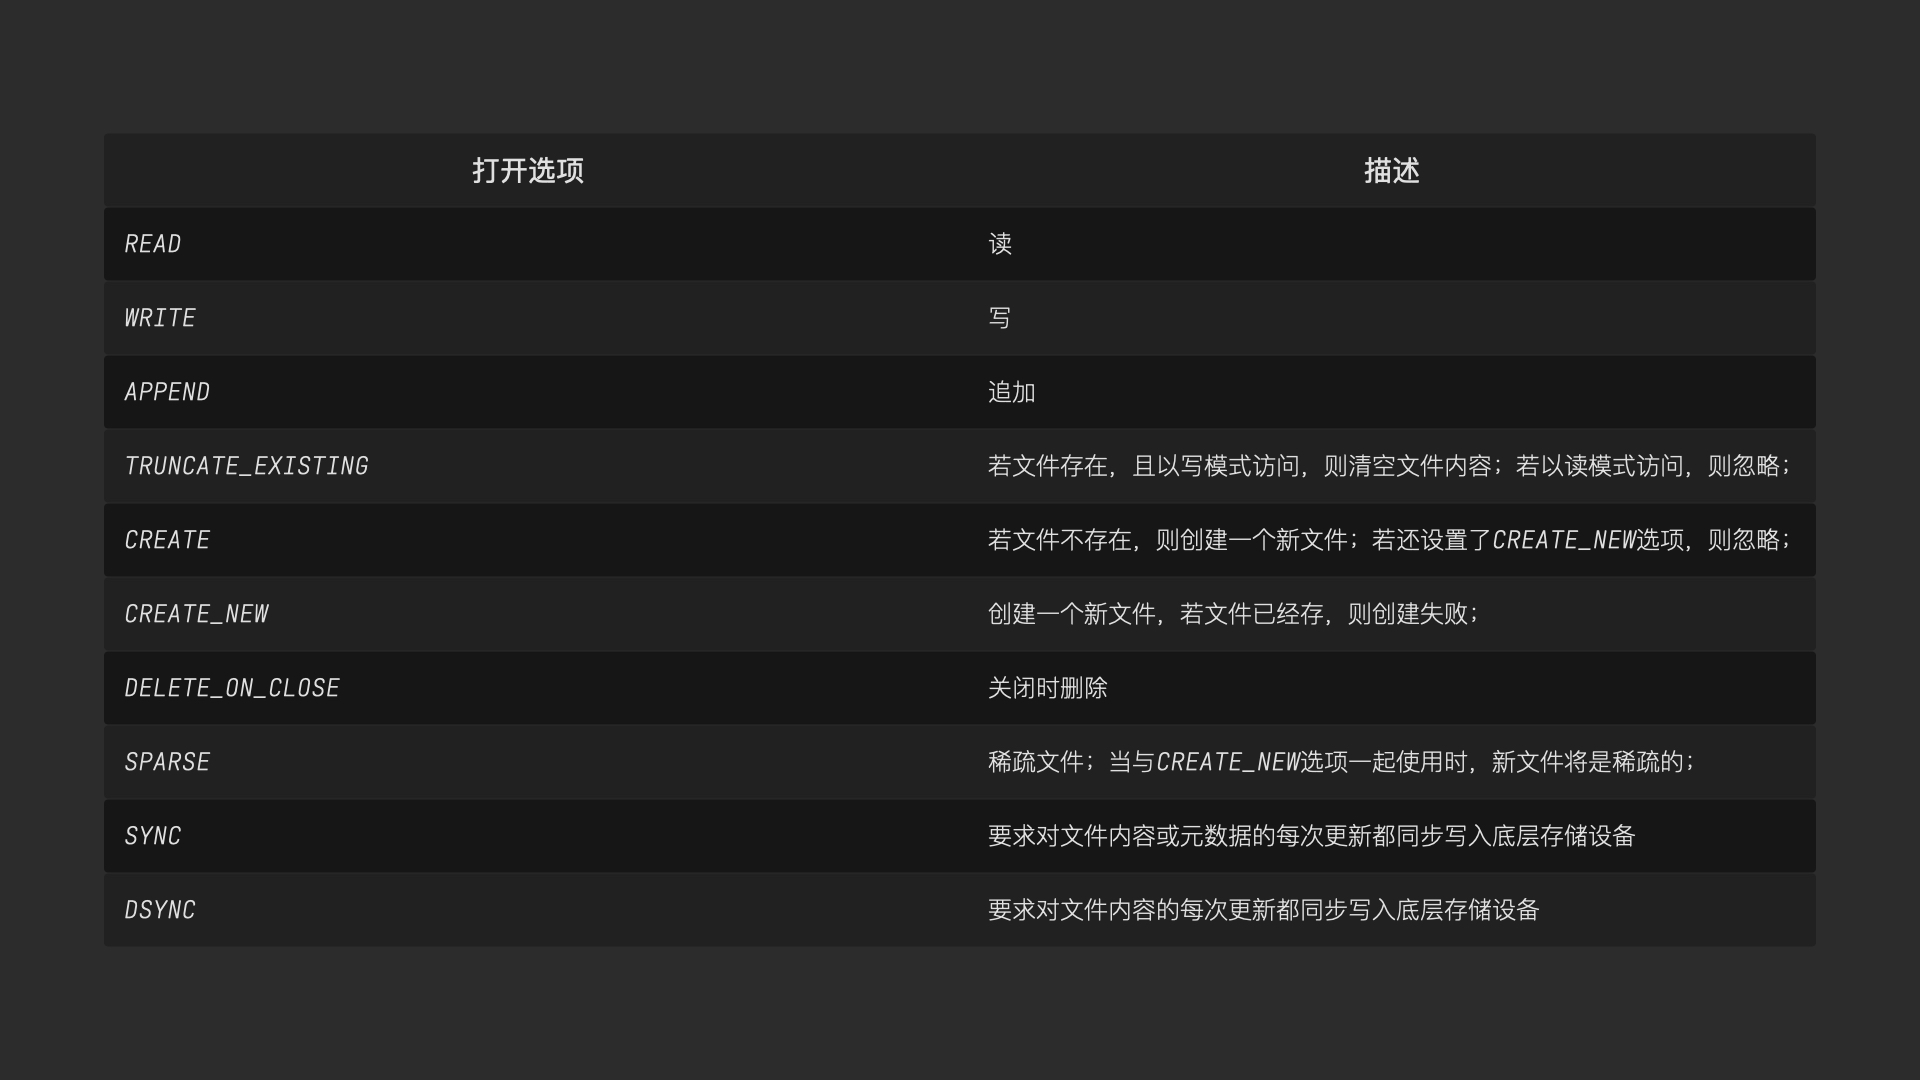 打开选项 描述
READ 读
WRITE 写
APPEND 追加
TRUNCATE_EXISTING 若文件存在，且以写模式访问，则清空文件内容；若以读模式访问，则忽略；
CREATE 若文件不存在，则创建一个新文件；若还设置了CREATE_NEW选项，则忽略；
CREATE_NEW 创建一个新文件，若文件已经存，则创建失败；
DELETE_ON_CLOSE 关闭时删除
SPARSE 稀疏文件；当与CREATE_NEW选项一起使用时，新文件将是稀疏的；
SYNC 要求对文件内容或元数据的每次更新都同步写入底层存储设备
DSYNC 要求对文件内容的每次更新都同步写入底层存储设备